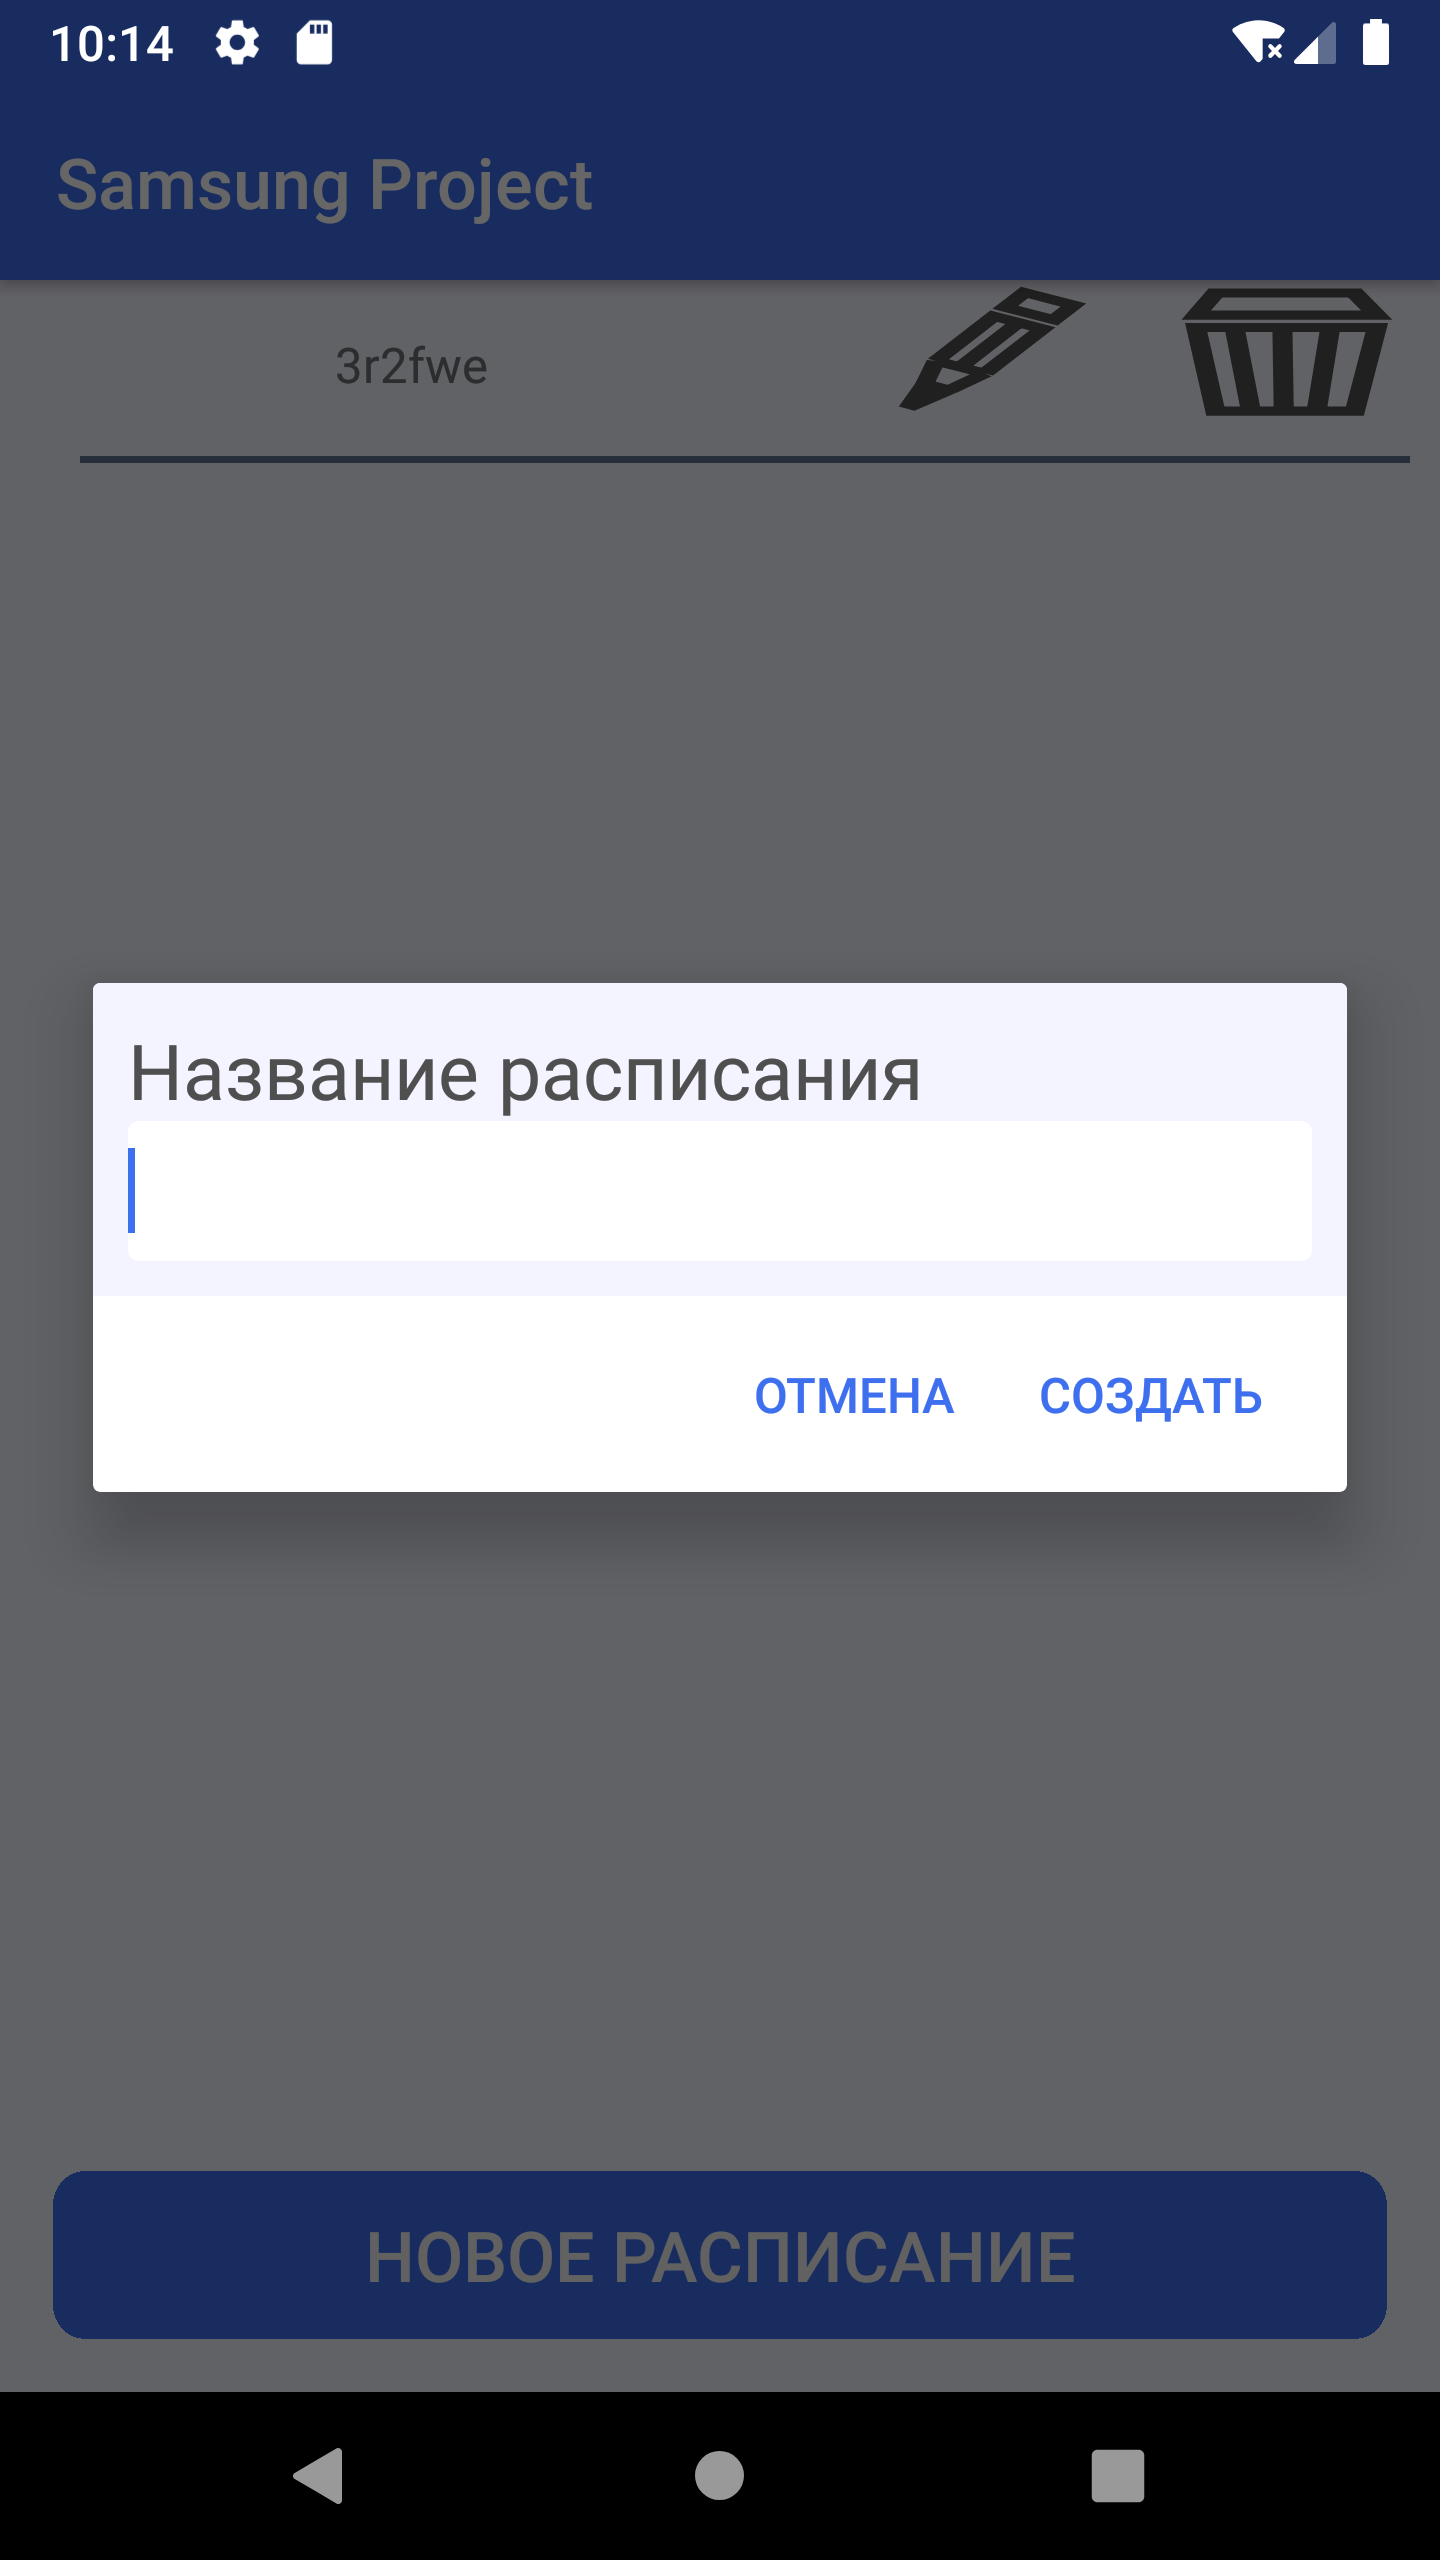 10:14
Samsung Project
3r2fwe
Название расписания
ОТМЕНА СОЗДАТЬ
НОВОЕ РАСПИСАНИЕ